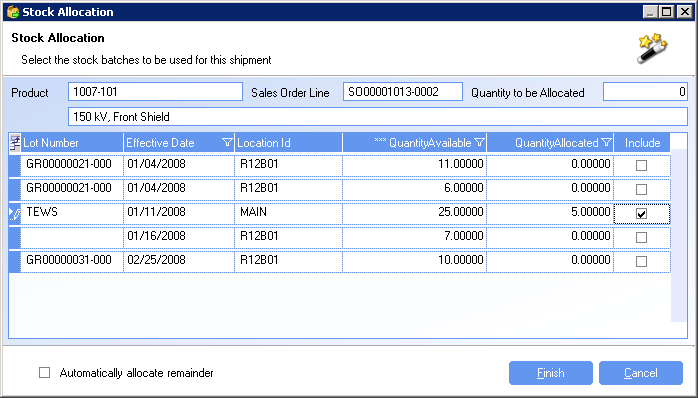 Stock Allocation
Stock Allocation
Select the stock batches to be used for this shipment
Product 1007-101 Sales Order Line SO00001013-0002 Quantity to be Allocated 0
150 kV, Front Shield
Lot Number Effective Date Location Id *** QuantityAvailable QuantityAllocated Include
GR00000021-000 01/04/2008 R12B01 11.00000 0.00000
GR00000021-000 01/04/2008 R12B01 6.00000 0.00000
TEWS 01/11/2008 MAIN 25.00000 5.00000
01/16/2008 R12B01 7.00000 0.00000
GR00000031-000 02/25/2008 R12B01 10.00000 0.00000
Automatically allocate remainder Finish Cancel